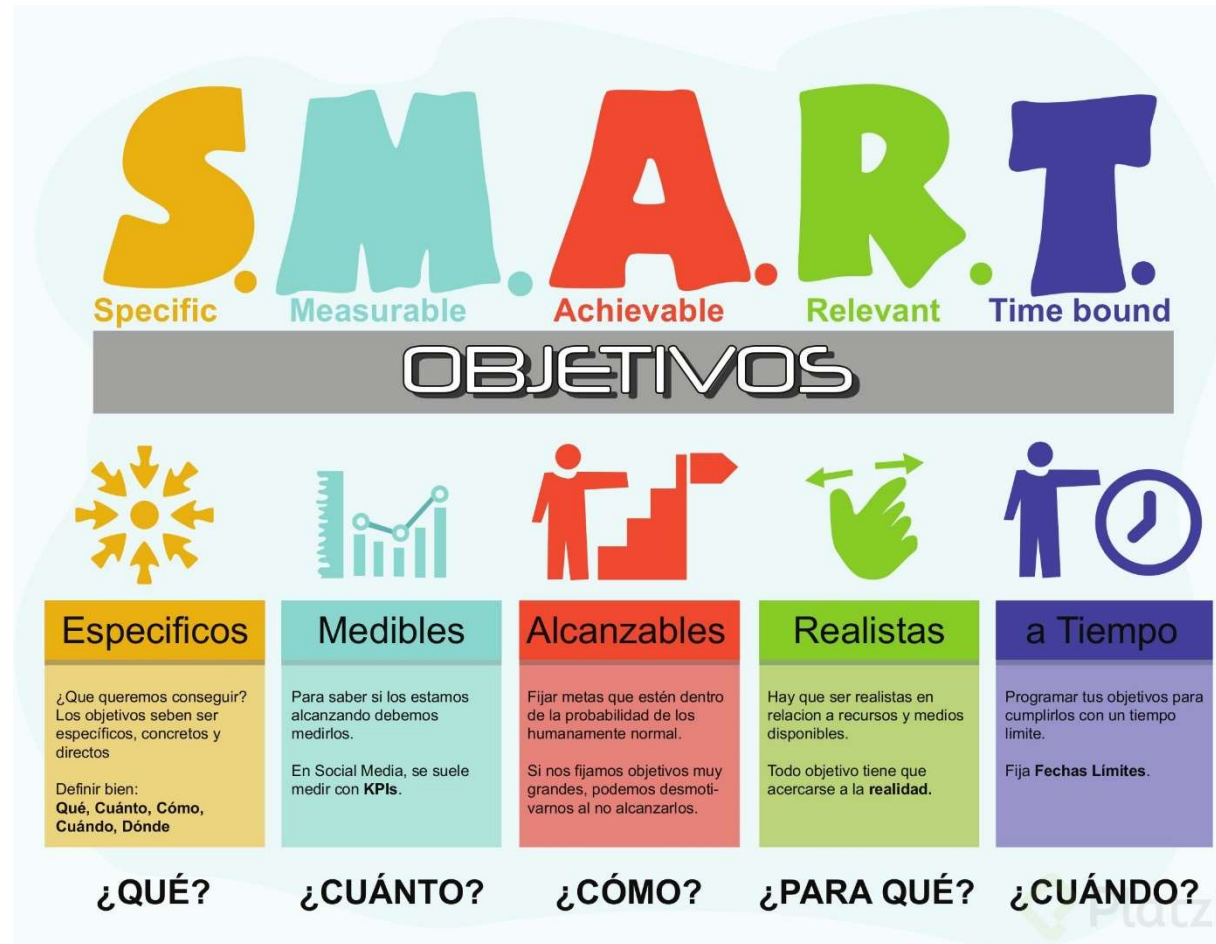 S.M.A.R.T.
Specific
Measurable
Achievable
Relevant
Time bound
OBJETIVOS
Especificos
¿Que queremos conseguir?
Los objetivos seben ser
específicos, concretos y
directos
Definir bien:
Qué, Cuánto, Cómo,
Cuándo, Dónde
¿QUÉ?
Medibles
Para saber si los estamos
alcanzando debemos
medirlos.
En Social Media, se suele
medir con KPIs.
¿CUÁNTO?
Alcanzables
Fijar metas que estén dentro
de la probabilidad de los
humanamente normal.
Si nos fijamos objetivos muy
grandes, podemos desmoti-
varnos al no alcanzarlos.
¿CÓMO?
Realistas
Hay que ser realistas en
relacion a recursos y medios
disponibles.
Todo objetivo tiene que
acercarse a la realidad.
¿PARA QUÉ?
a Tiempo
Programar tus objetivos para
cumplirlos con un tiempo
limite.
Fija Fechas Límites.
¿CUÁNDO?
Platzi